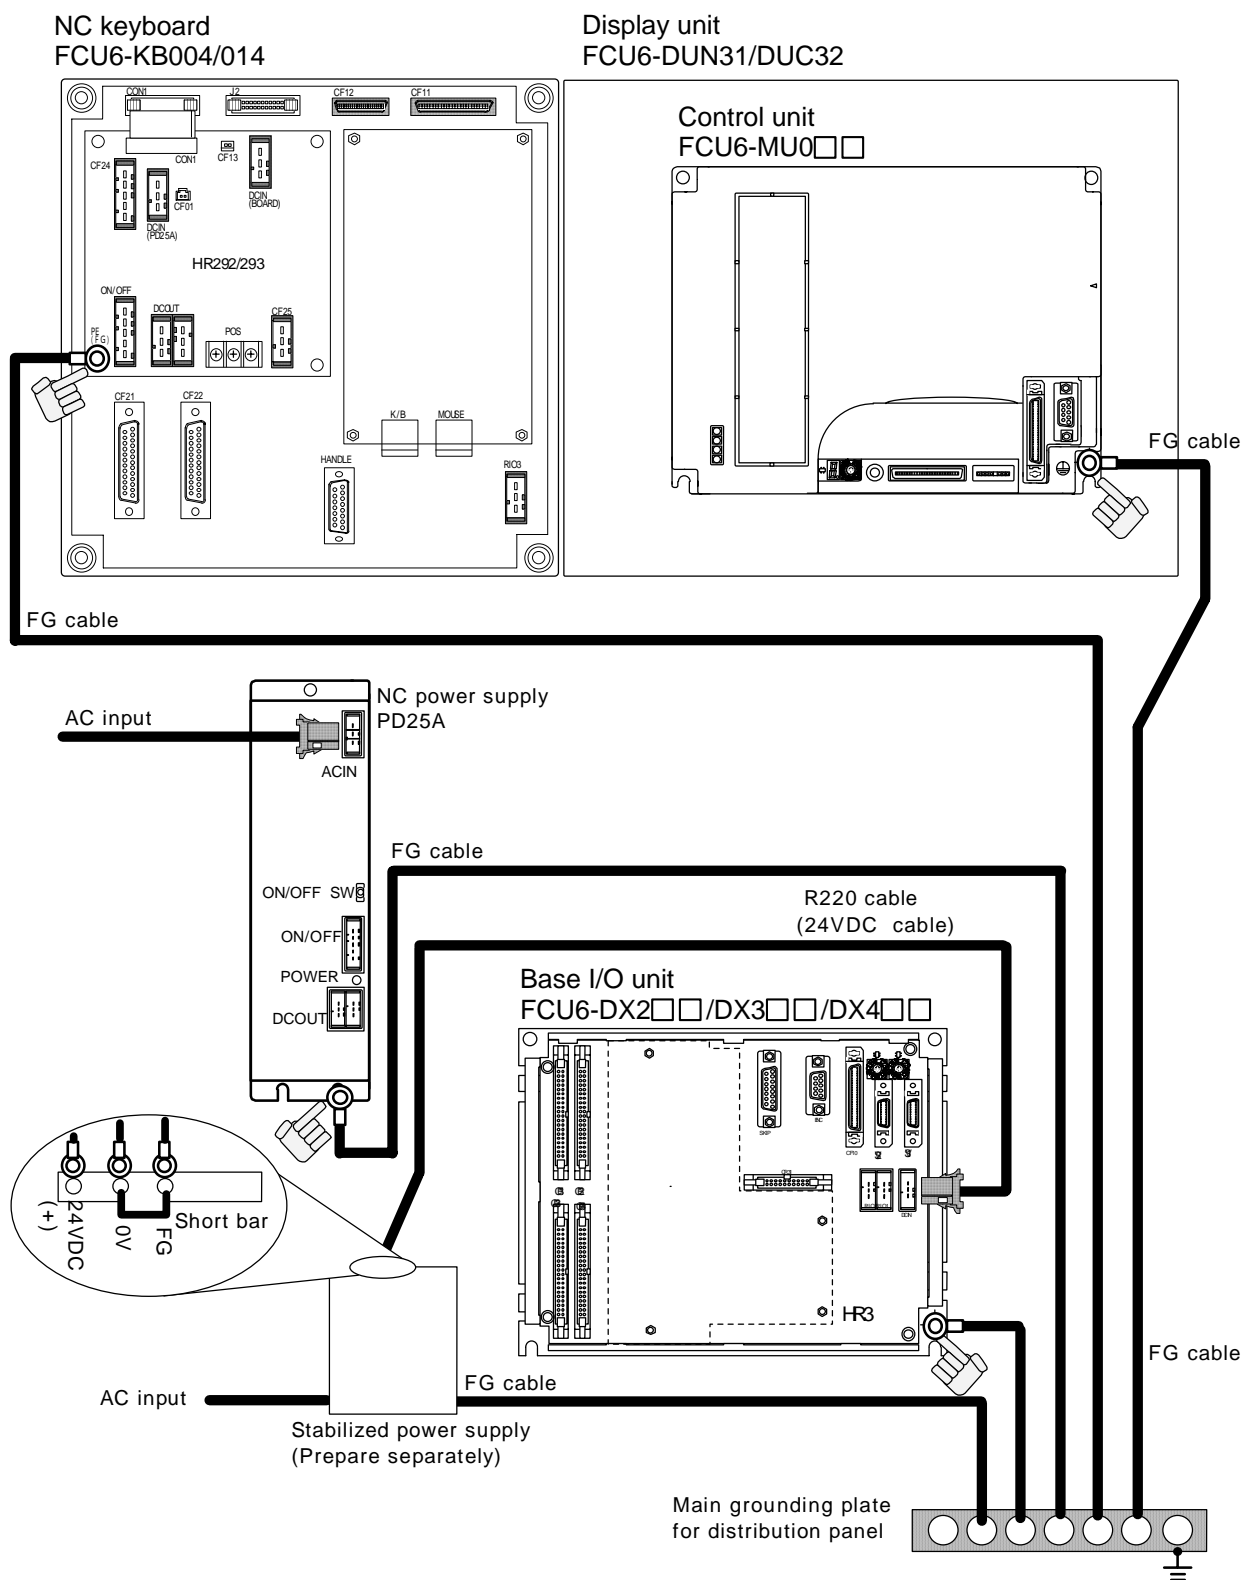 NC keyboard
FCU6-KB004/014
Display unit
FCU6-DUN31/DUC32
CON1
J2
CF12
CF11
Control unit
FCU6-MU0□□
CON1
CF13
CF24
CF01
DCIN
(BOARD)
DCIN
(PD25A)
HR292/293
ON/OFF
DCOUT
CF25
PE
(FG)
POS
CF21
CF22
K/B
MOUSE
HANDLE
RIO3
FG cable
FG cable
NC power supply
PD25A
AC input
ACIN
FG cable
ON/OFF SW
R220 cable
(24VDC cable)
ON/OFF
POWER
DCOUT
Base I/O unit
FCU6-DX2□□/DX3□□/DX4□□
SKIP
CF10
HR3
24VDC
(+)
0V
FG
Short bar
FG cable
FG cable
AC input
Stabilized power supply
(Prepare separately)
Main grounding plate
for distribution panel